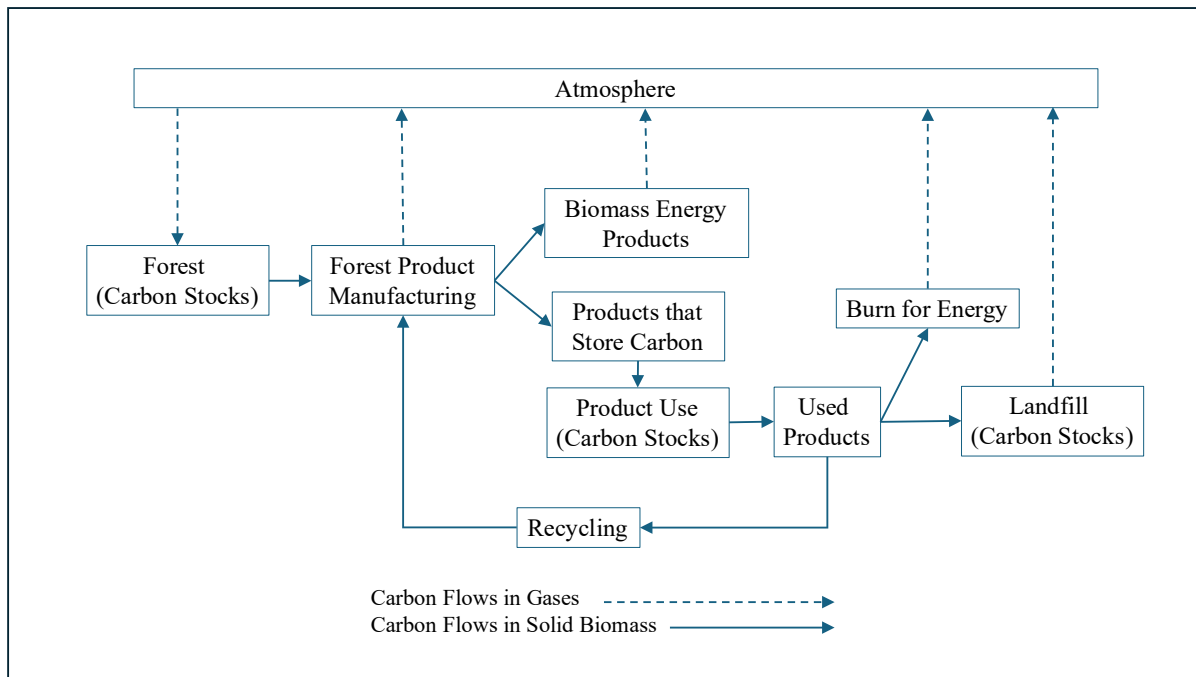 Atmosphere
Biomass Energy
Products
Forest
(Carbon Stocks)
Forest Product
Manufacturing
Products that
Store Carbon
Burn for Energy
Product Use
(Carbon Stocks)
Used
Products
Landfill
(Carbon Stocks)
Recycling
Carbon Flows in Gases
Carbon Flows in Solid Biomass